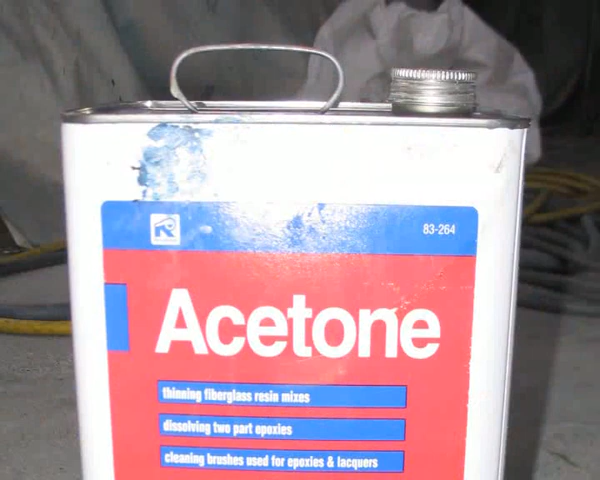 83-264
Acetone
thinning fiberglass resin mixes
dissolving two part epoxies
cleaning brushes used for epoxies & lacquers